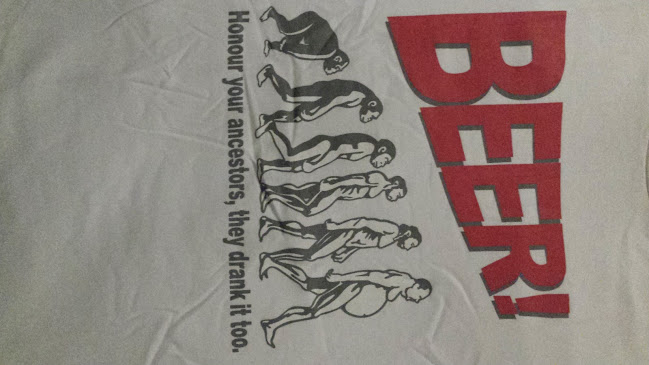 BEER!
Honour your ancestors, they drank it too.